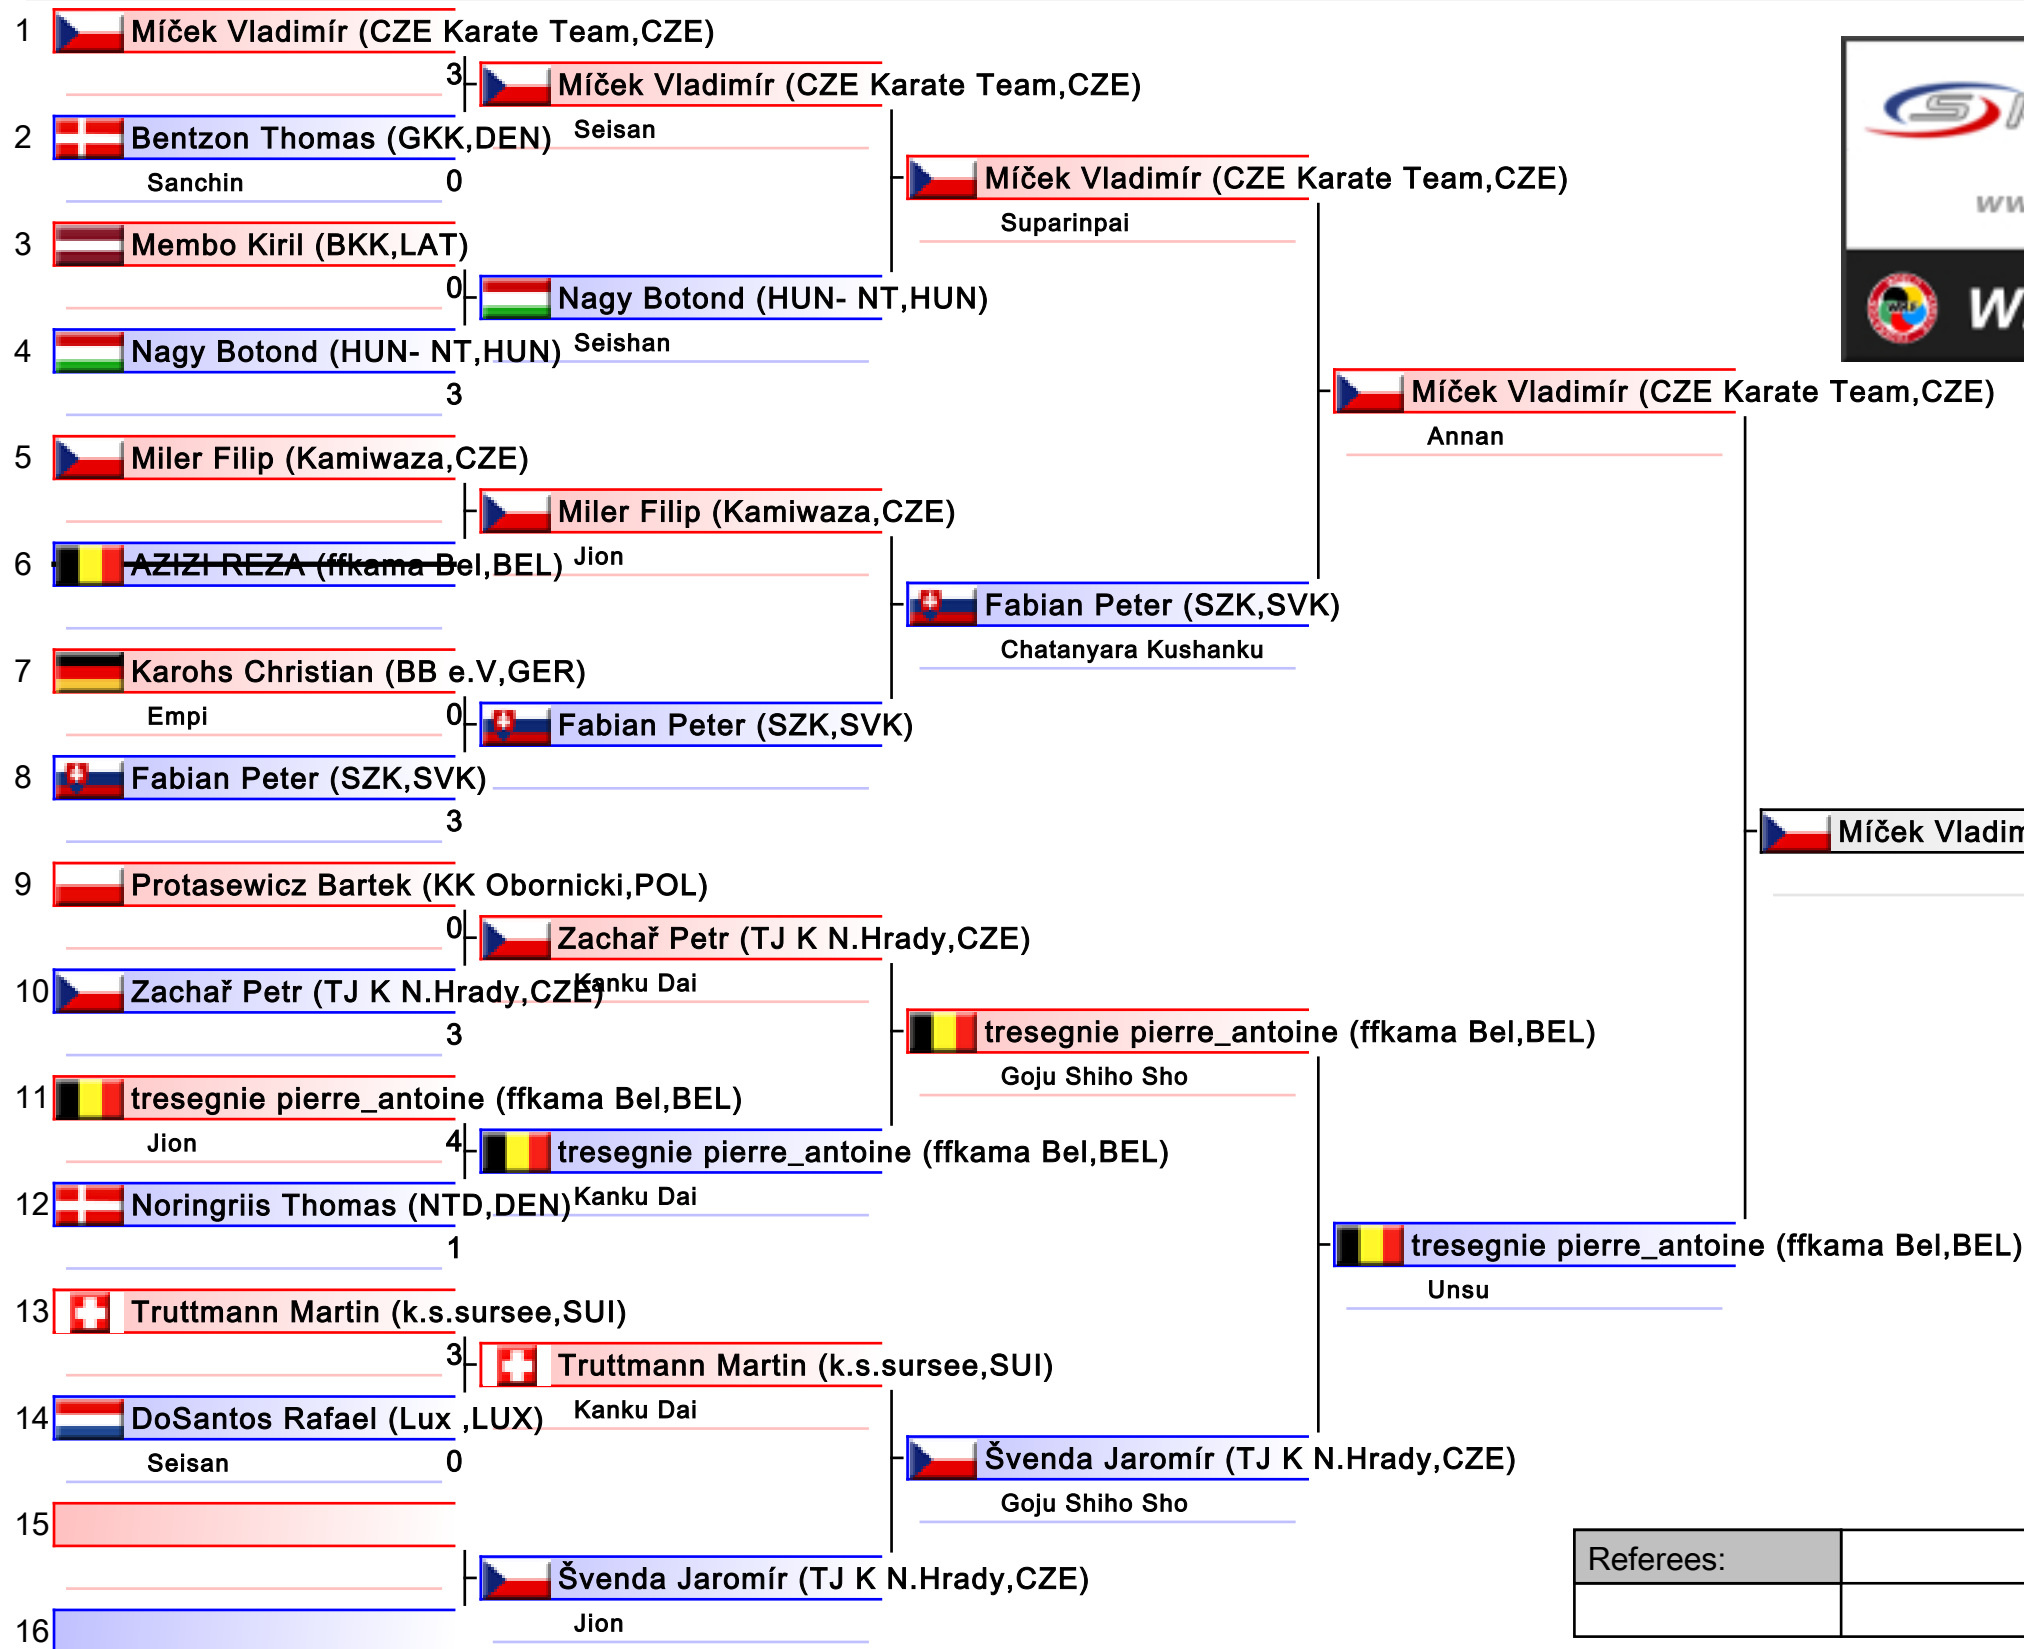 1 Míček Vladimír (CZE Karate Team,CZE)
3
Míček Vladimír (CZE Karate Team,CZE)
Seisan
2 Bentzon Thomas (GKK,DEN)
Sanchin 0
Míček Vladimír (CZE Karate Team,CZE)
Suparinpai
3 Membo Kiril (BKK,LAT)
0
Nagy Botond (HUN- NT,HUN)
Seishan
4 Nagy Botond (HUN- NT,HUN)
3
Míček Vladimír (CZE Karate Team,CZE)
Annan
5 Miler Filip (Kamiwaza,CZE)
Miler Filip (Kamiwaza,CZE)
Jion
6 AZIZI REZA (ffkama Bel,BEL)
Fabian Peter (SZK,SVK)
Chatanyara Kushanku
7 Karohs Christian (BB e.V,GER)
Empi 0
Fabian Peter (SZK,SVK)
8 Fabian Peter (SZK,SVK)
3
Míček Vladim
9 Protasewicz Bartek (KK Obornicki,POL)
0
Zachař Petr (TJ K N.Hrady,CZE)
Kanku Dai
10 Zachař Petr (TJ K N.Hrady,CZE)
3
tresegnie pierre_antoine (ffkama Bel,BEL)
Goju Shiho Sho
11 tresegnie pierre_antoine (ffkama Bel,BEL)
Jion 4
tresegnie pierre_antoine (ffkama Bel,BEL)
Kanku Dai
12 Noringriis Thomas (NTD,DEN)
1
tresegnie pierre_antoine (ffkama Bel,BEL)
Unsu
13 Truttmann Martin (k.s.sursee,SUI)
3
Truttmann Martin (k.s.sursee,SUI)
Kanku Dai
14 DoSantos Rafael (Lux ,LUX)
Seisan 0
Švenda Jaromír (TJ K N.Hrady,CZE)
Goju Shiho Sho
15
Švenda Jaromír (TJ K N.Hrady,CZE)
Jion
16
Referees: